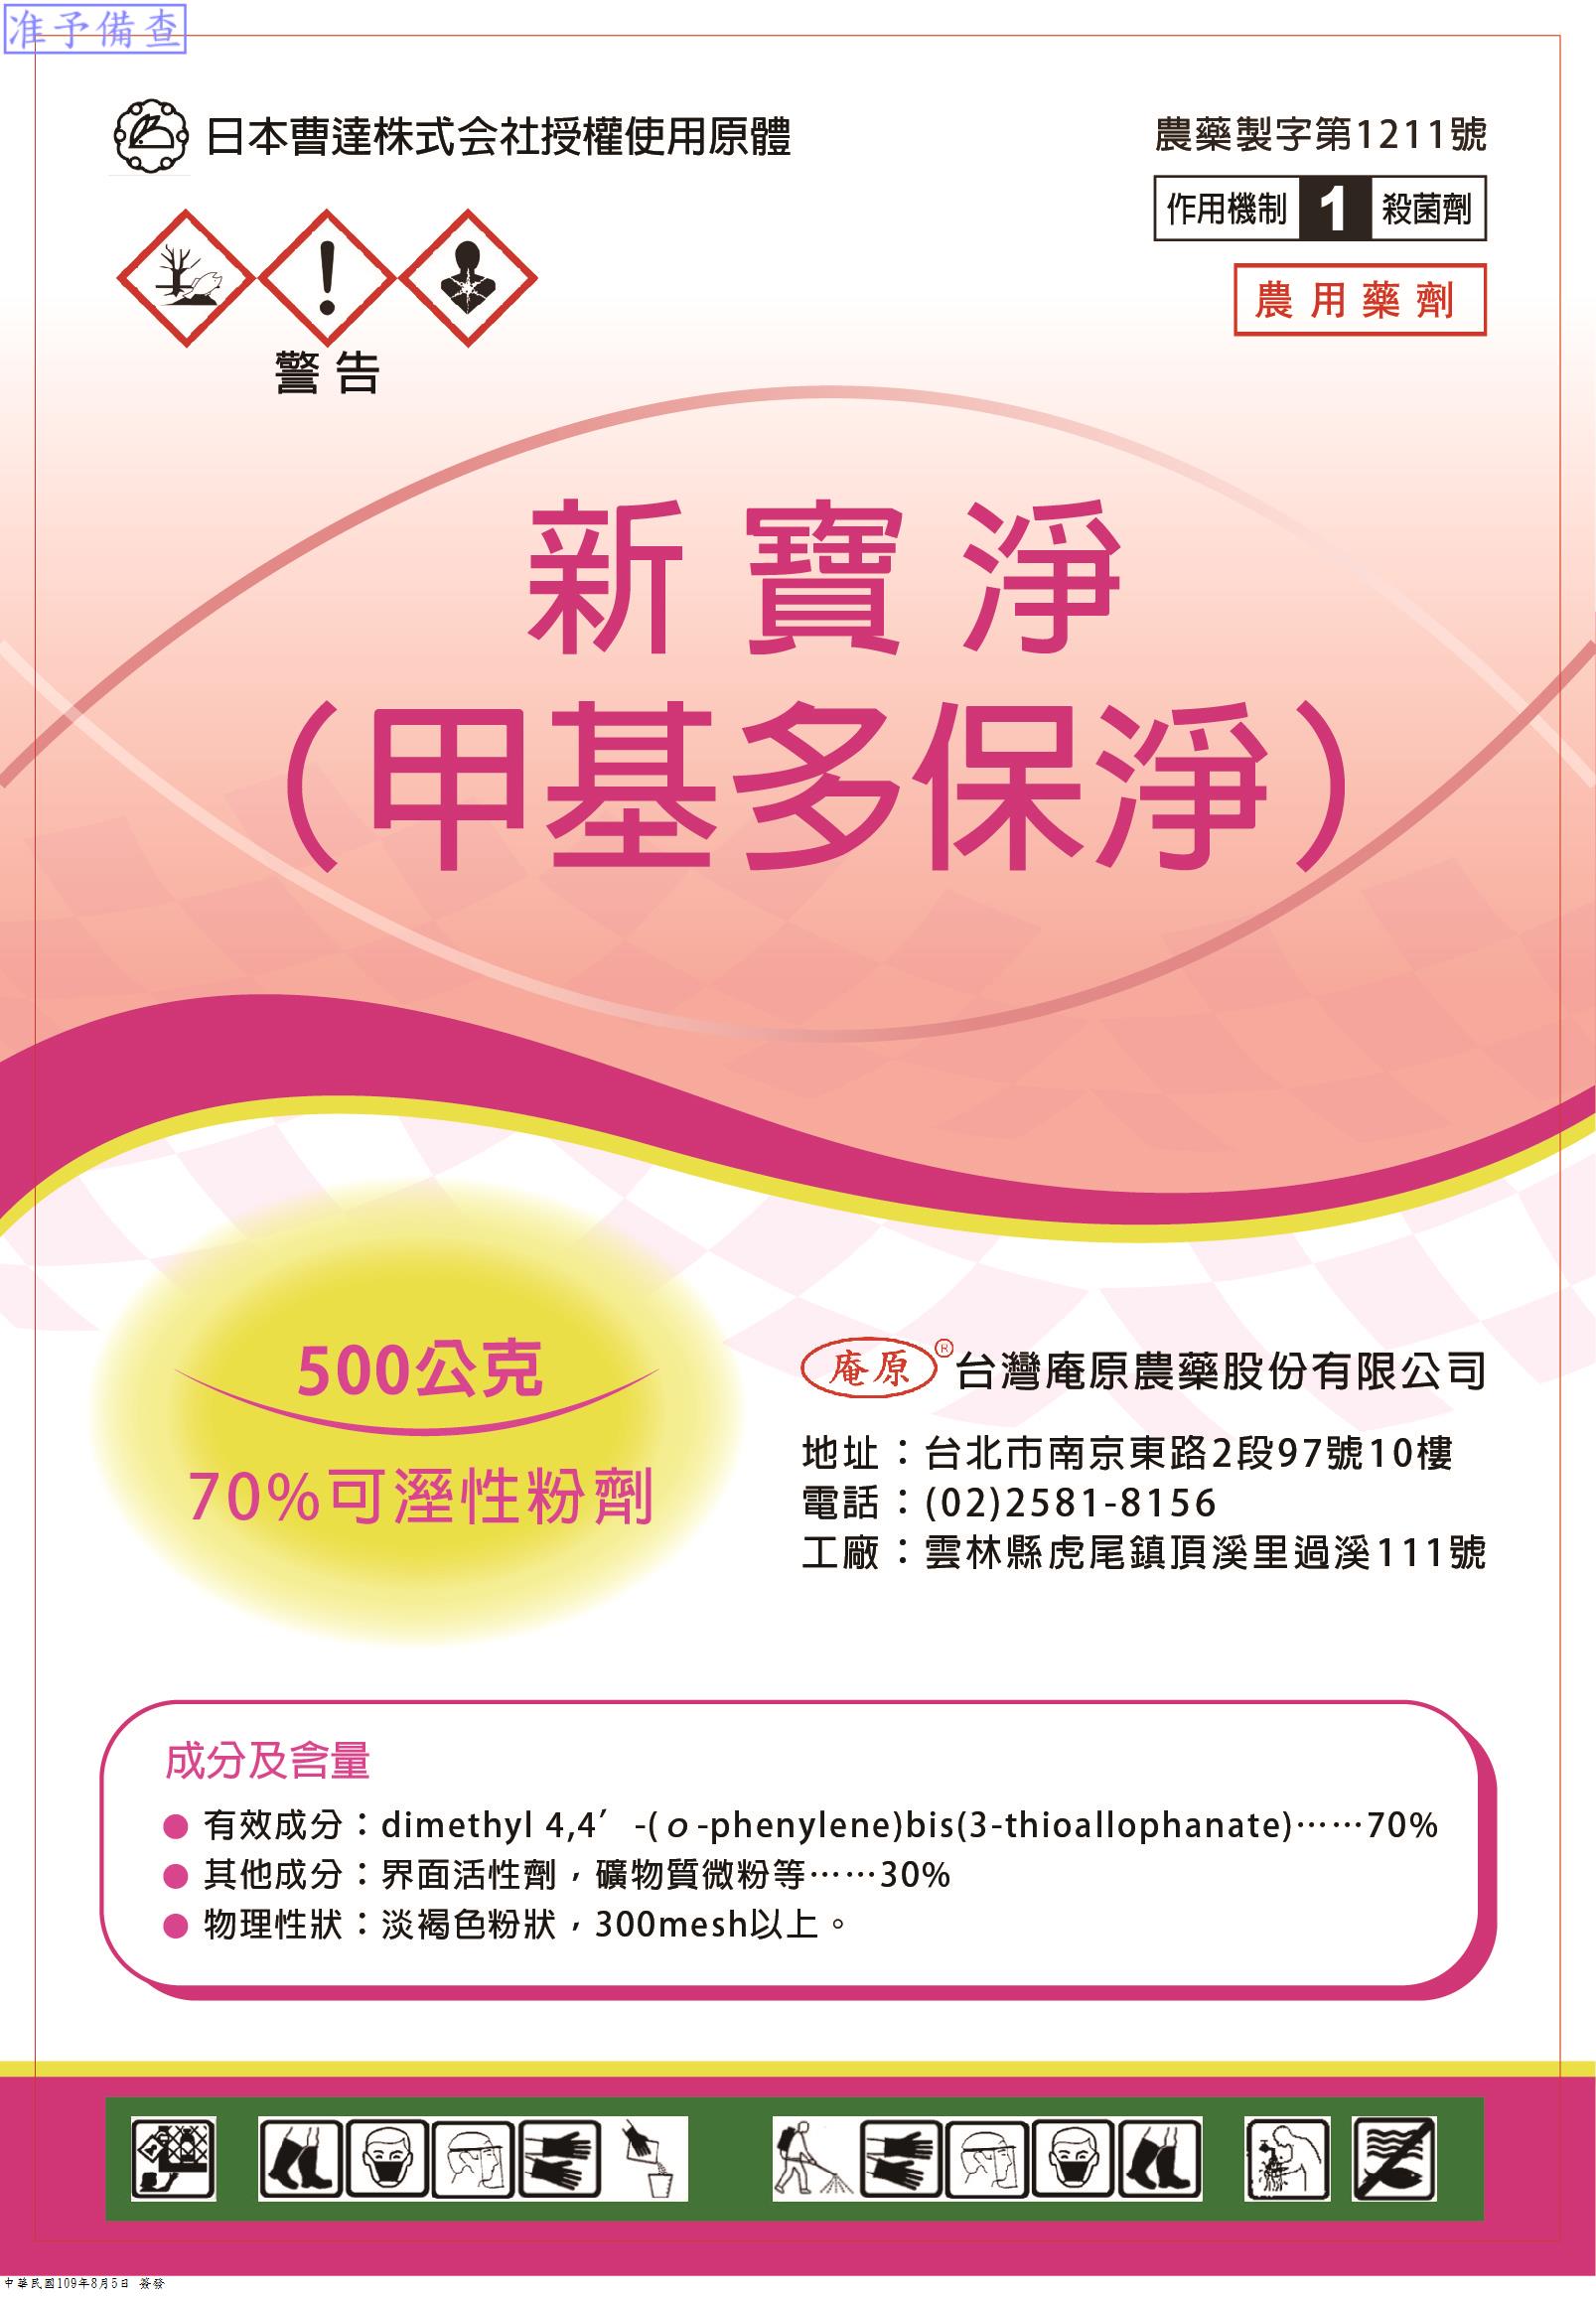 准予備查
日本曹達株式会社授權使用原體
農藥製字第1211號
作用機制 1 殺菌劑
農用藥劑
警告
新寶淨
(甲基多保淨)
500公克
70%可溼性粉劑
庵原® 台灣庵原農藥股份有限公司
地址：台北市南京東路2段97號10樓
電話：(02)2581-8156
工廠：雲林縣虎尾鎮頂溪里過溪111號
成分及含量
● 有效成分：dimethyl 4,4′-(o-phenylene)bis(3-thioallophanate)……70%
● 其他成分：界面活性劑，礦物質微粉等……30%
● 物理性狀：淡褐色粉狀，300mesh以上。
中華民國109年8月5日 簽發